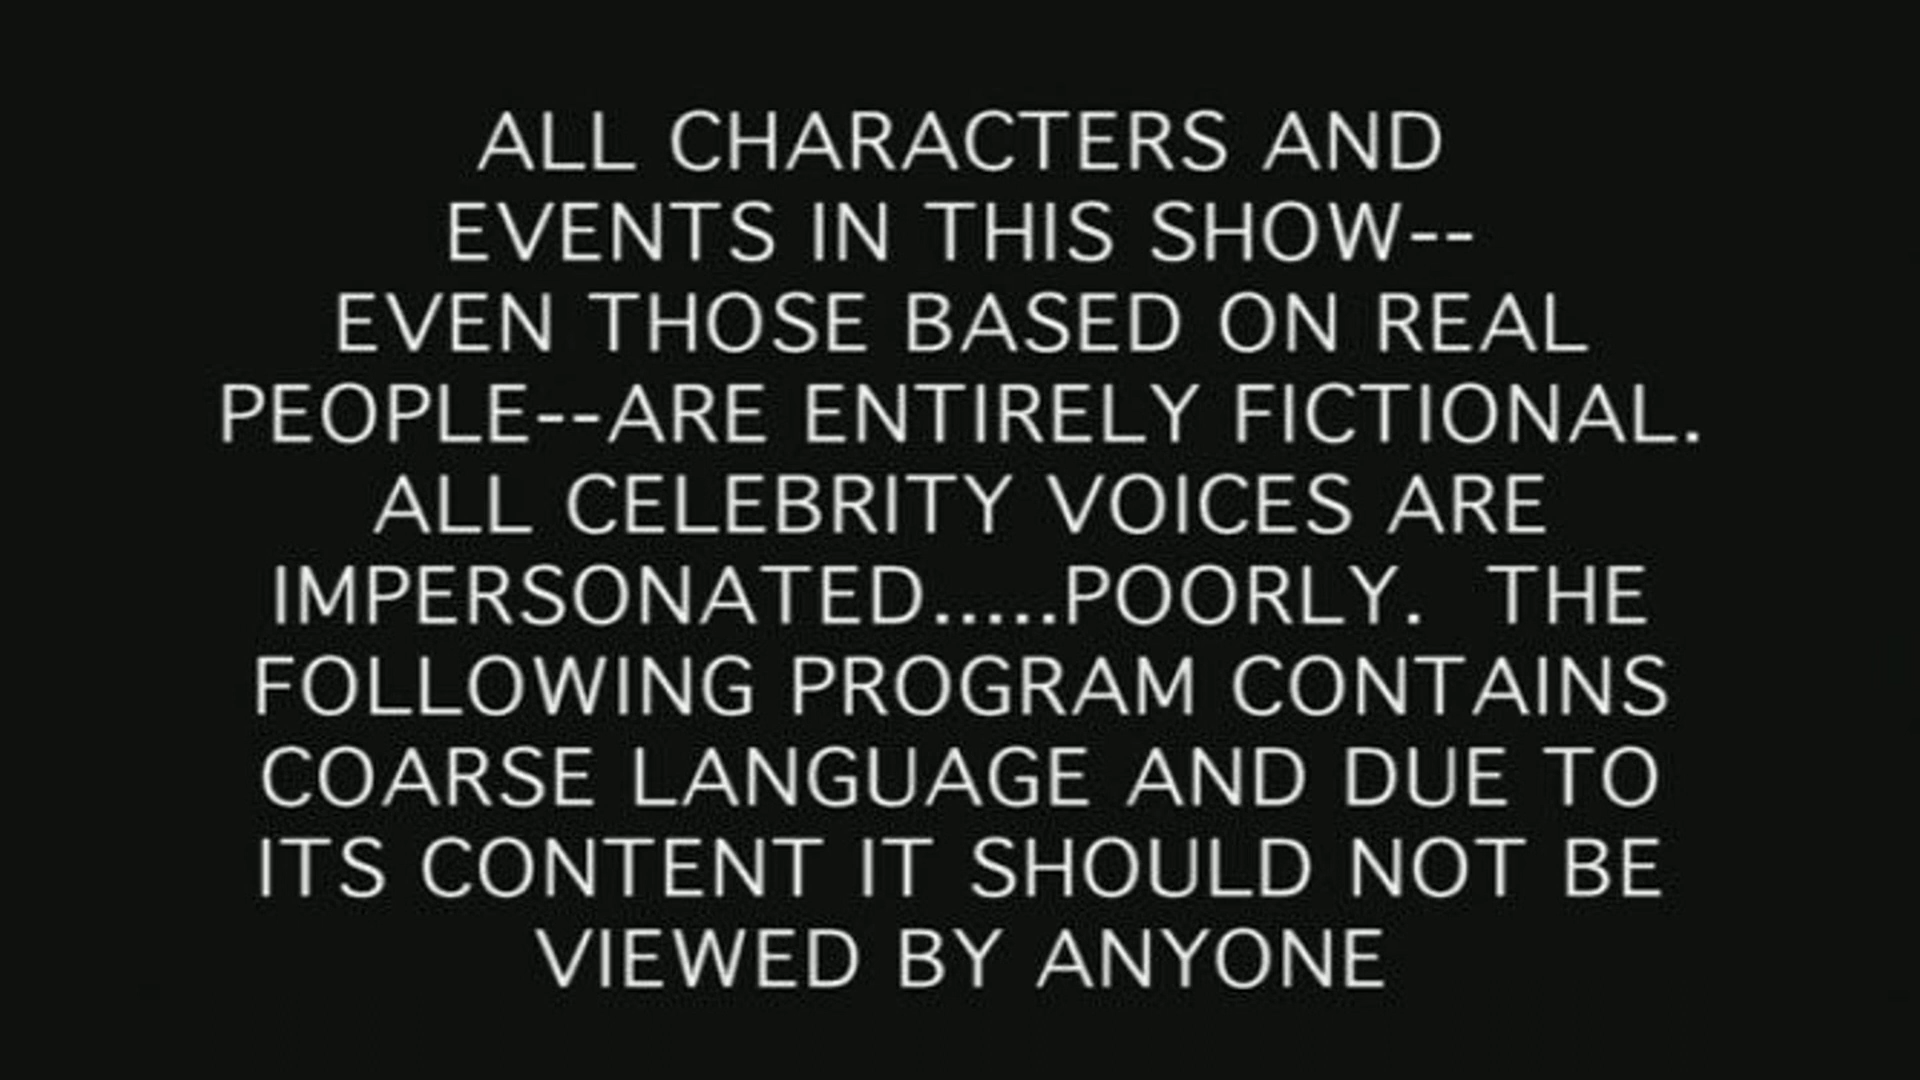 ALL CHARACTERS AND
EVENTS IN THIS SHOW--
EVEN THOSE BASED ON REAL
PEOPLE--ARE ENTIRELY FICTIONAL.
ALL CELEBRITY VOICES ARE
IMPERSONATED.....POORLY.  THE
FOLLOWING PROGRAM CONTAINS
COARSE LANGUAGE AND DUE TO
ITS CONTENT IT SHOULD NOT BE
VIEWED BY ANYONE